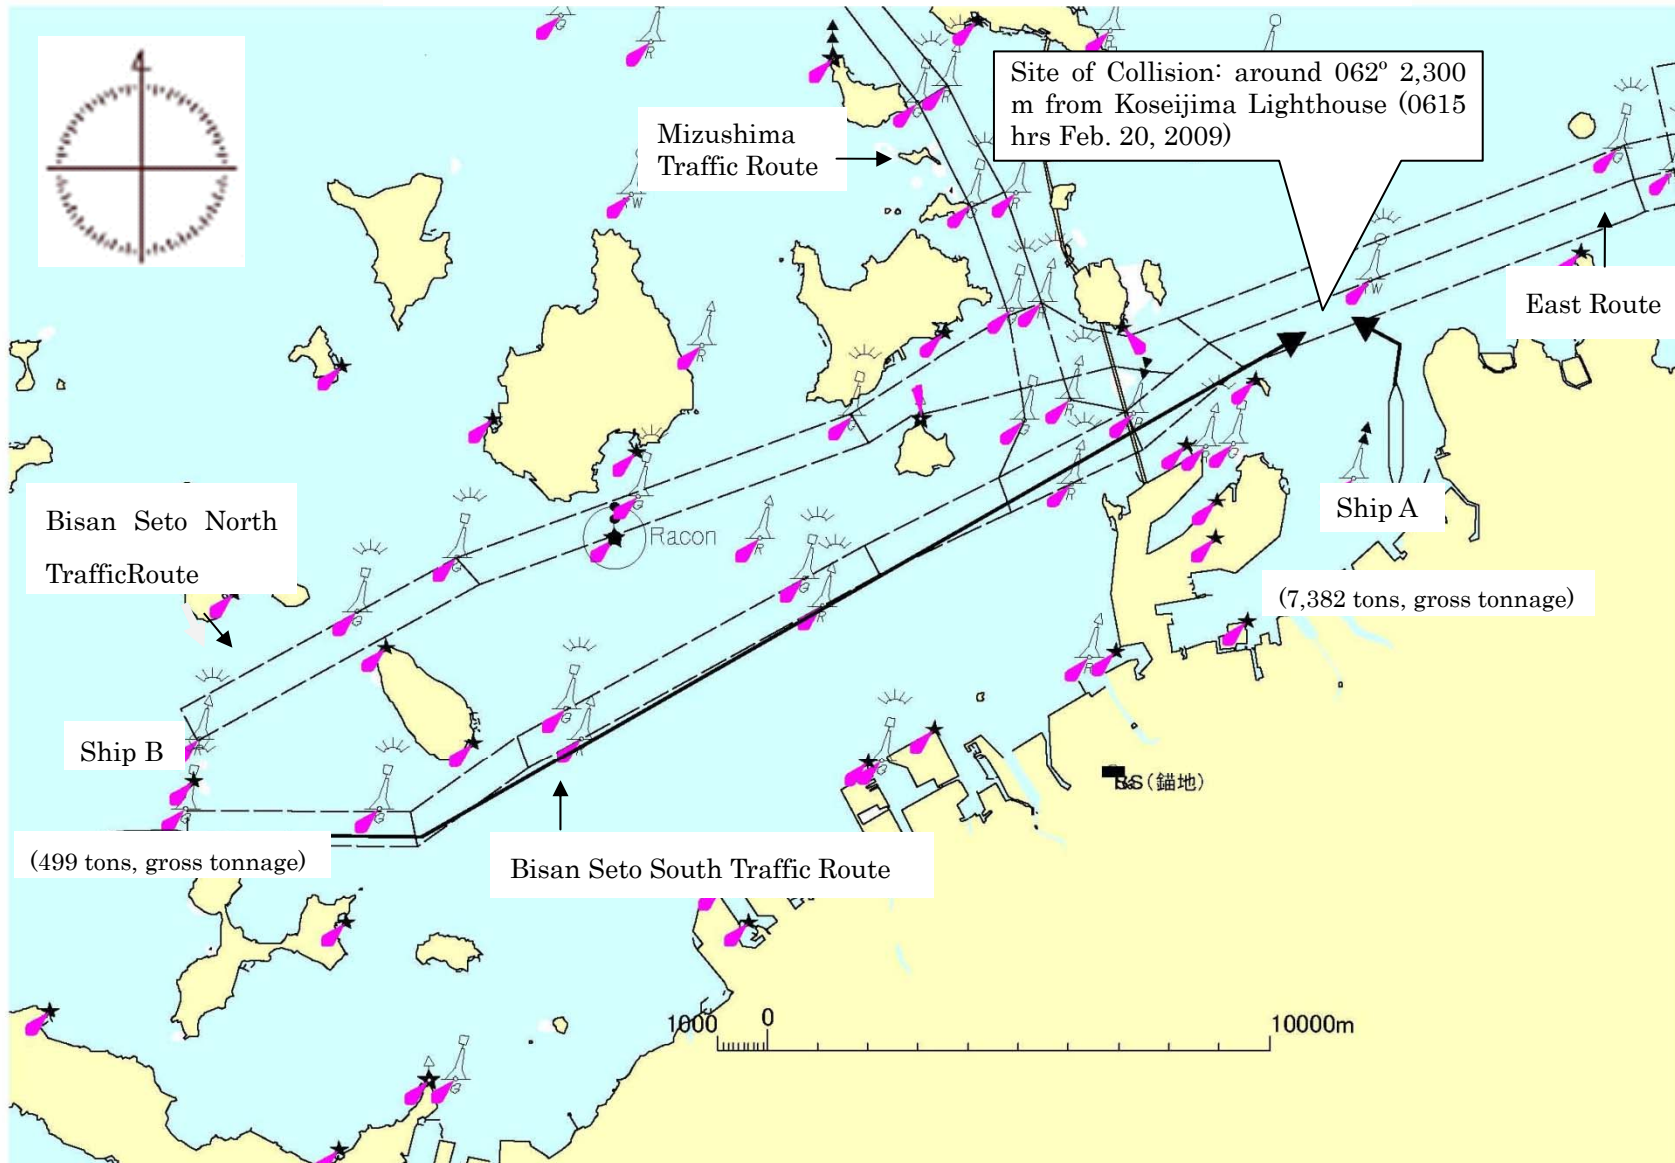 Site of Collision: around 062º 2,300
m from Koseijima Lighthouse (0615
hrs Feb. 20, 2009)
Mizushima
Traffic Route
East Route
Bisan Seto North
TrafficRoute
Racon
Ship A
(7,382 tons, gross tonnage)
Ship B
(499 tons, gross tonnage)
Bisan Seto South Traffic Route
(錨地)
1000 0 10000m